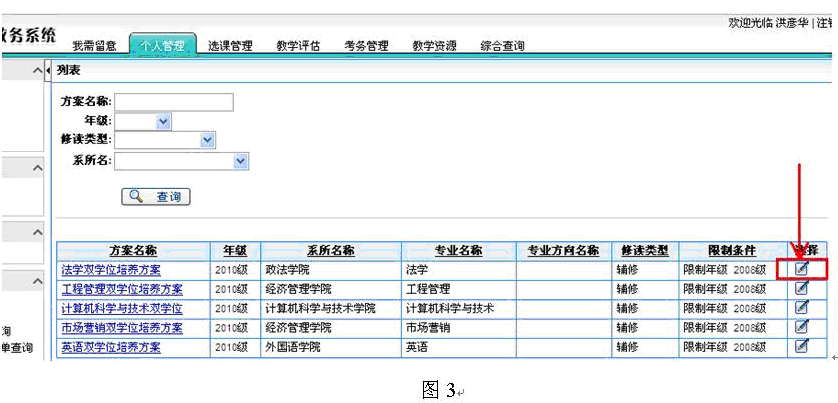 欢迎光临 洪彦华 | 注
务系统
我需留意 个人管理 选课管理 教学评估 考务管理 教学资源 综合查询
列表
方案名称:
年级:
修读类型:
系所名:
查询
方案名称 年级 系所名称 专业名称 专业方向名称 修读类型 限制条件 选择
法学双学位培养方案 2010级 政法学院 法学 辅修 限制年级 2008级
工程管理双学位培养方案 2010级 经济管理学院 工程管理 辅修 限制年级 2008级
计算机科学与技术双学位 2010级 计算机科学与技术学院 计算机科学与技术 辅修 限制年级 2008级
市场营销双学位培养方案 2010级 经济管理学院 市场营销 辅修 限制年级 2008级
询
英语双学位培养方案 2010级 外国语学院 英语 辅修 限制年级 2008级
单查询
图 3